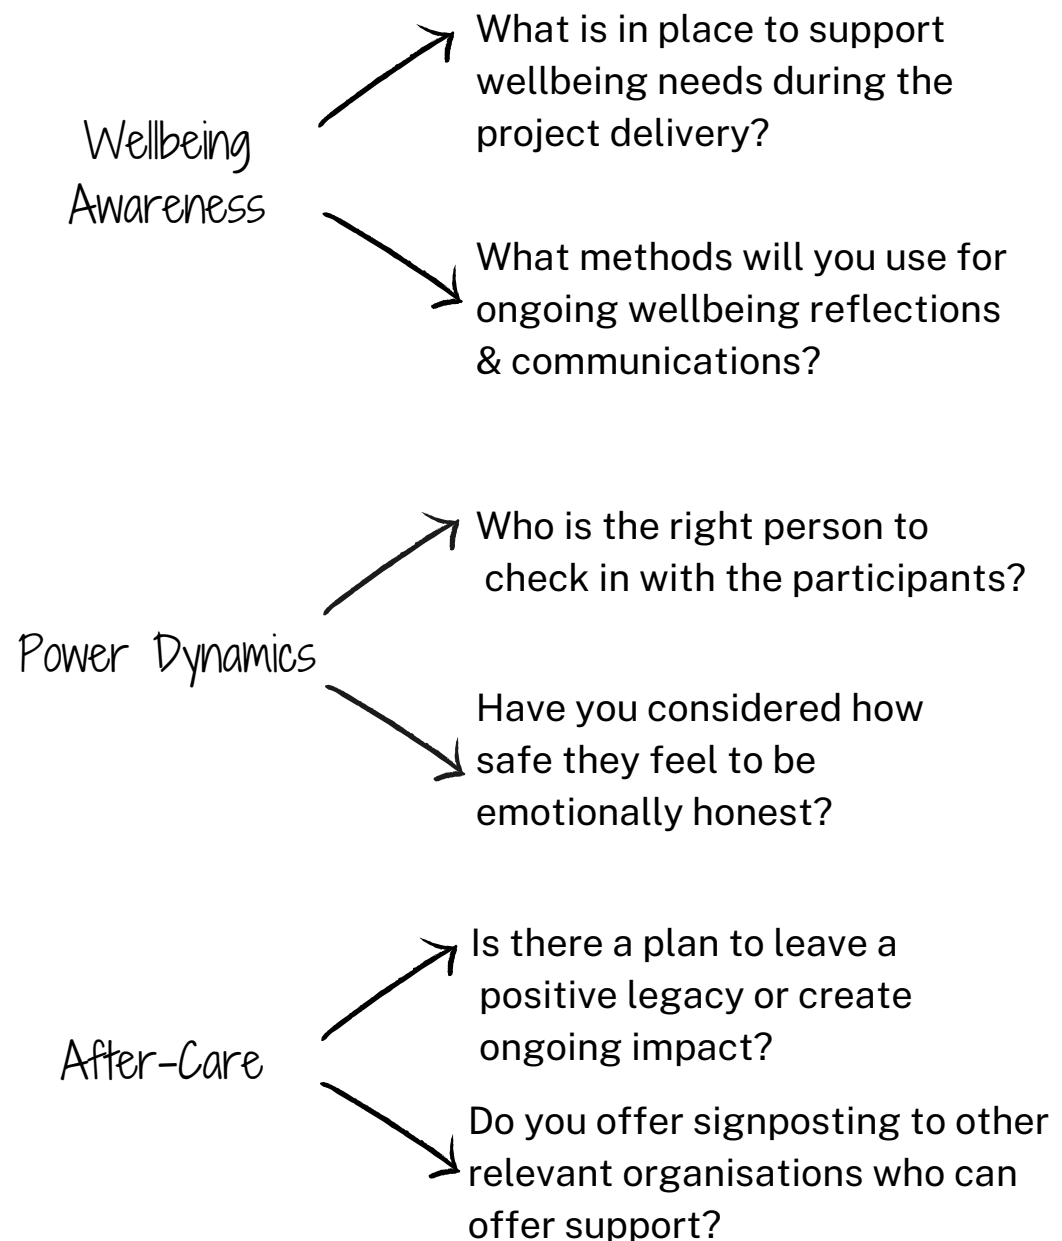 Wellbeing
Awareness
What is in place to support
wellbeing needs during the
project delivery?
What methods will you use for
ongoing wellbeing reflections
& communications?
Power Dynamics
Who is the right person to
check in with the participants?
Have you considered how
safe they feel to be
emotionally honest?
After-Care
Is there a plan to leave a
positive legacy or create
ongoing impact?
Do you offer signposting to other
relevant organisations who can
offer support?